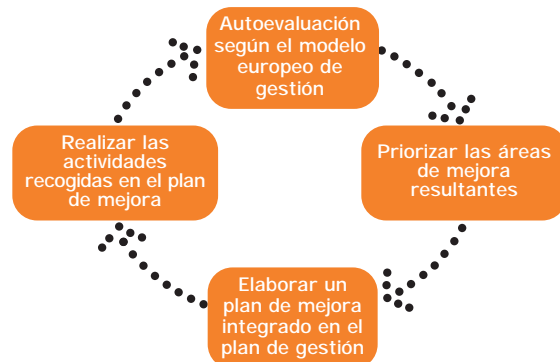 Autoevaluación
según el modelo
europeo de
gestión
Priorizar las áreas
de mejora
resultantes
Elaborar un
plan de mejora
integrado en el
plan de gestión
Realizar las
actividades
recogidas en el plan
de mejora